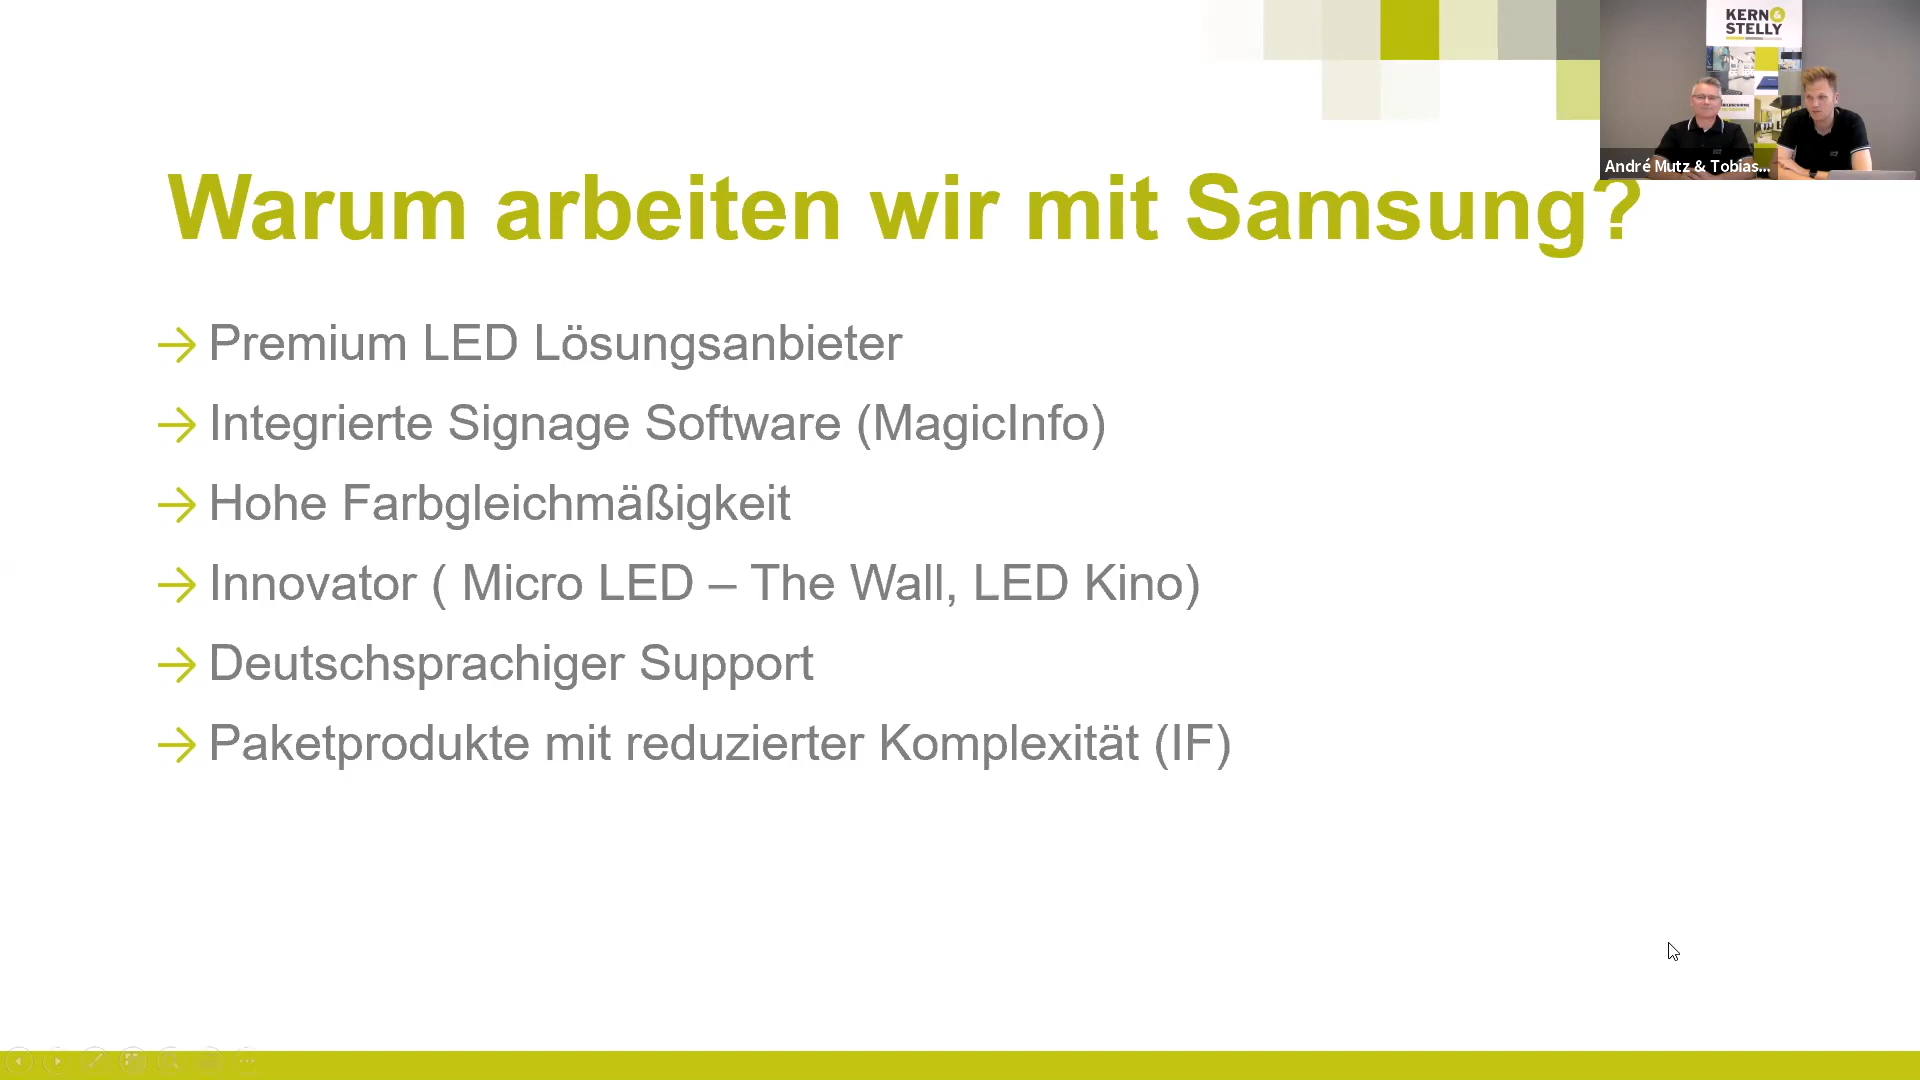 KERN &
STELLY
André Mutz & Tobias...
Warum arbeiten wir mit Samsung?
→ Premium LED Lösungsanbieter
→ Integrierte Signage Software (MagicInfo)
→ Hohe Farbgleichmäßigkeit
→ Innovator ( Micro LED – The Wall, LED Kino)
→ Deutschsprachiger Support
→ Paketprodukte mit reduzierter Komplexität (IF)